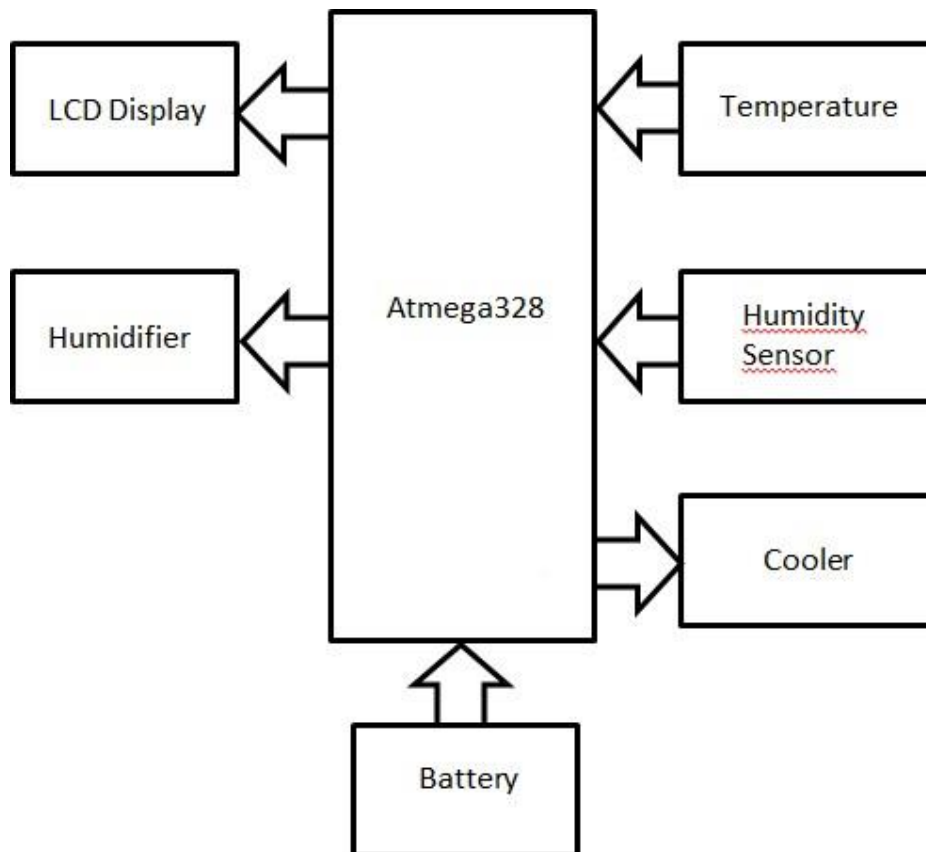 LCD Display
Temperature
Atmega328
Humidifier
Humidity
Sensor
Cooler
Battery